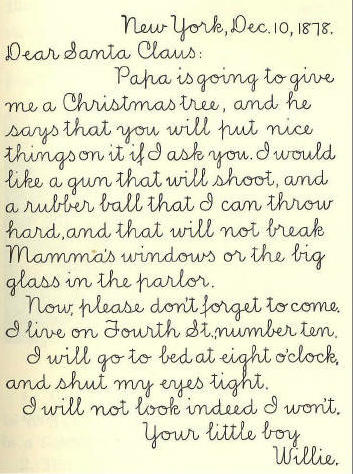 New York, Dec. 10, 1878.
Dear Santa Claus:
Papa is going to give
me a Christmas tree, and he
says that you will put nice
things on it if I ask you. I would
like a gun that will shoot, and
a rubber ball that I can throw
hard, and that will not break
Mamma's windows or the big
glass in the parlor.
Now, please don't forget to come.
I live on Fourth St., number ten.
I will go to bed at eight o'clock,
and shut my eyes tight.
I will not look indeed I won't.
Your little boy
Willie.